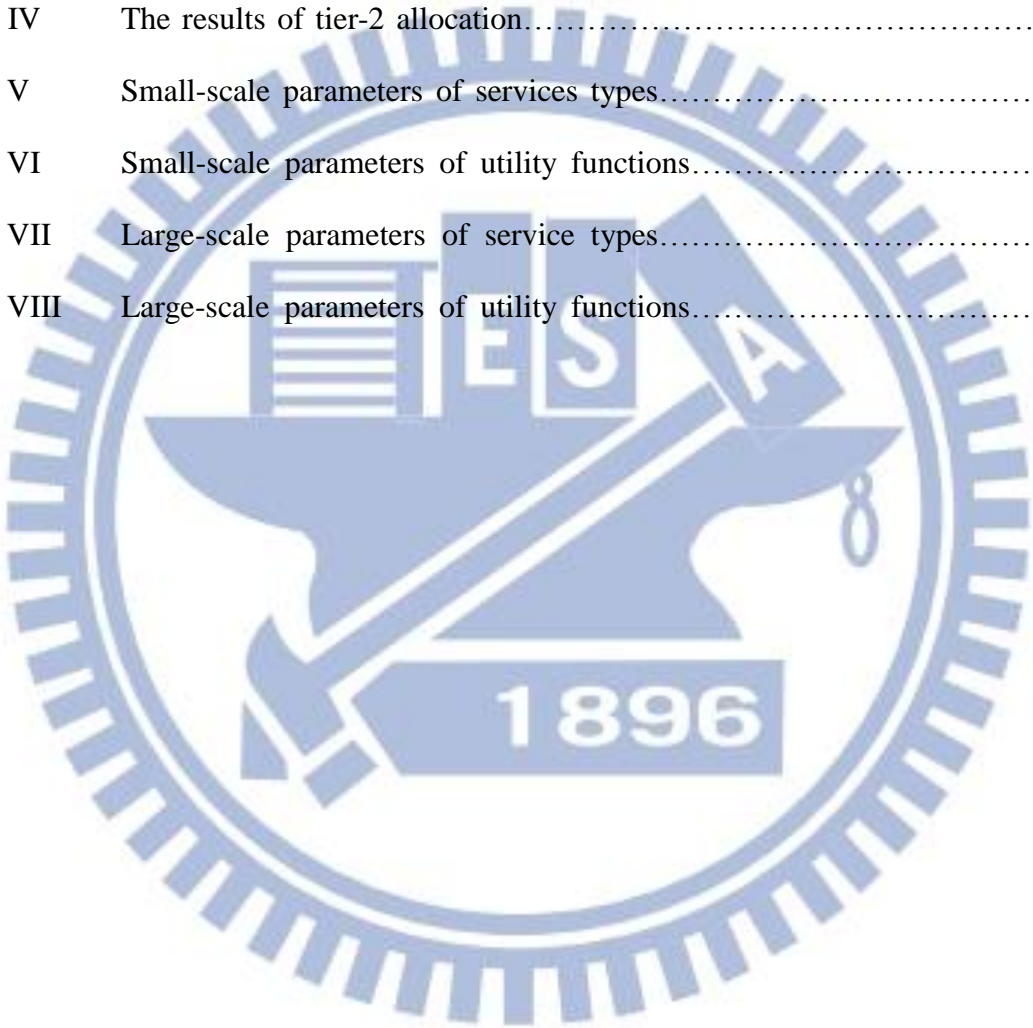 IV The results of tier-2 allocation……………………………………
V Small-scale parameters of services types……………………………
VI Small-scale parameters of utility functions…………………………
VII Large-scale parameters of service types……………………………
VIII Large-scale parameters of utility functions…………………………
E S A
8
1896